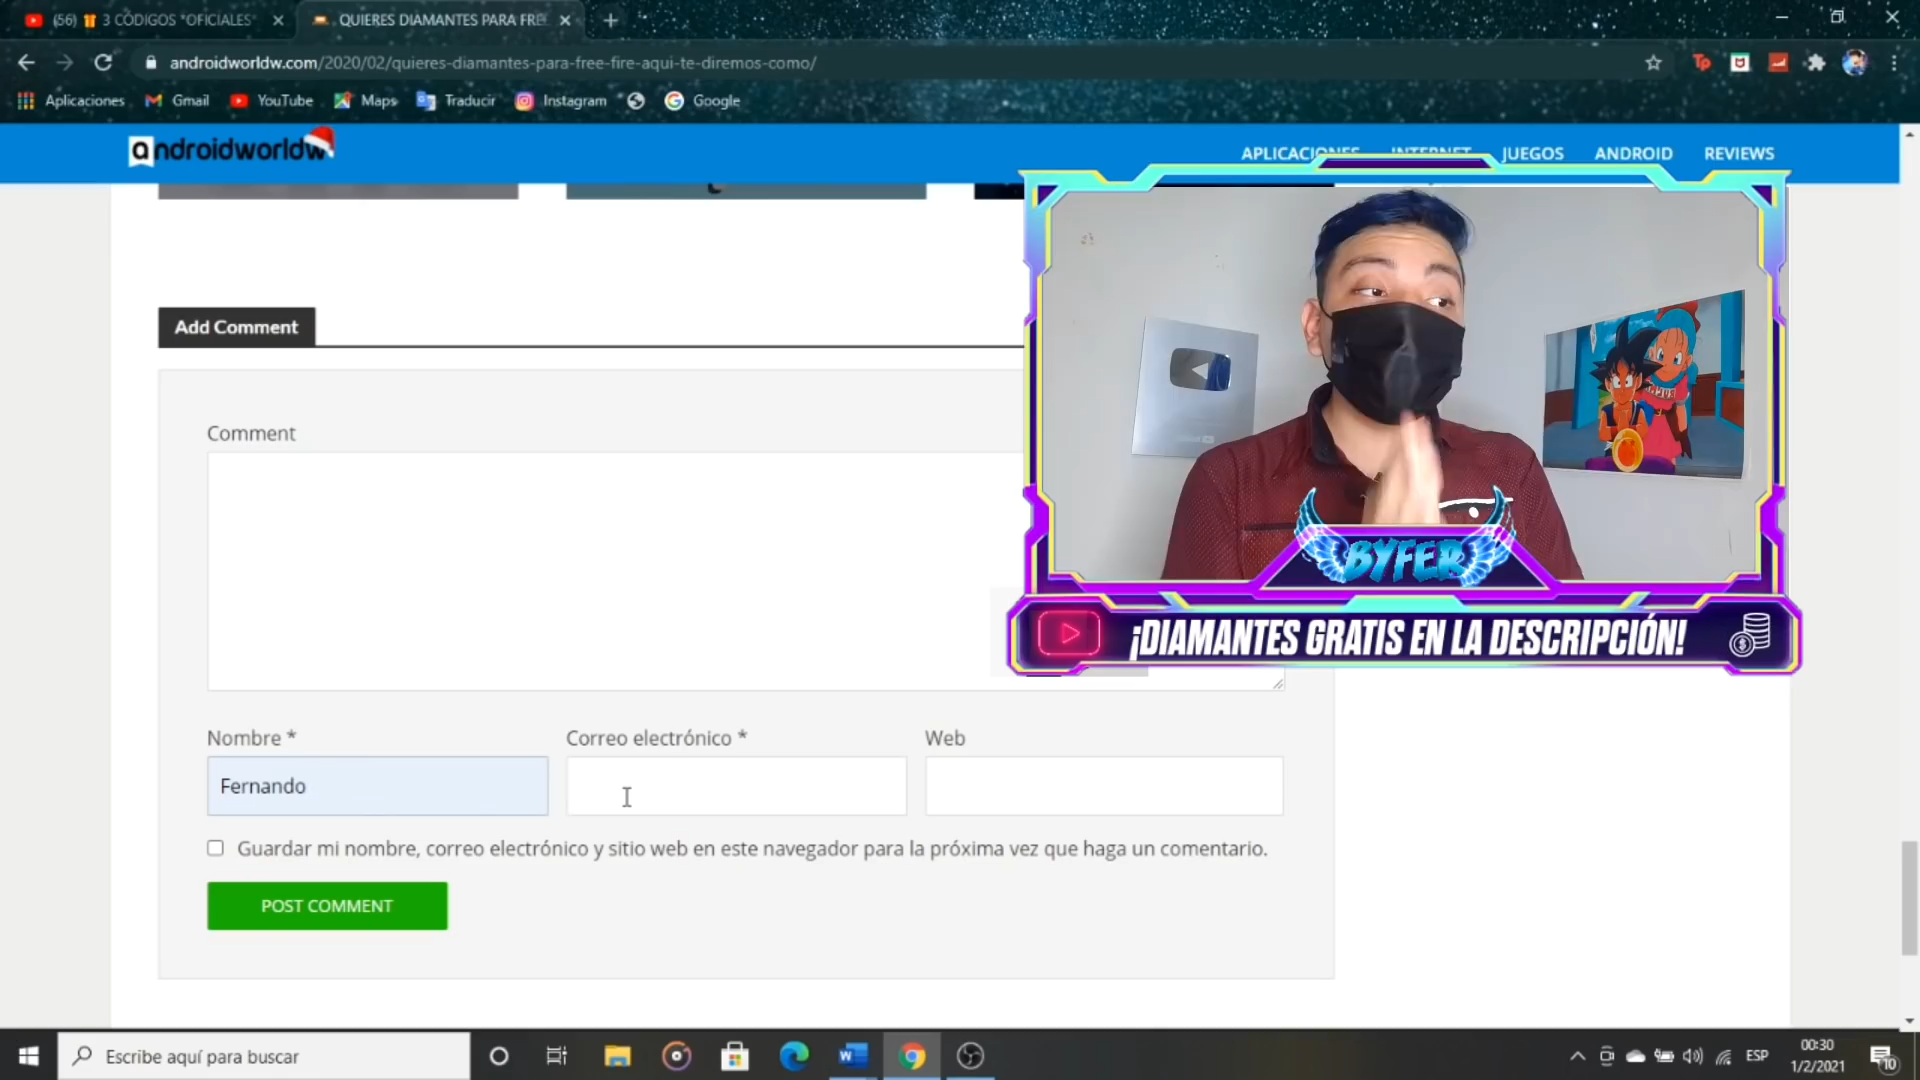 (56) 🎁 3 CÓDIGOS *OFICIALES*
QUIERES DIAMANTES PARA FRE
androidworldw.com/2020/02/quieres-diamantes-para-free-fire-aqui-te-diremos-como/
Aplicaciones
Gmail
YouTube
Maps
Traducir
Instagram
Google
androidworldw
APLICACIONES
INTERNET
JUEGOS
ANDROID
REVIEWS
Add Comment
Comment
BYFER
¡DIAMANTES GRATIS EN LA DESCRIPCIÓN!
Nombre *
Correo electrónico *
Web
Fernando
Guardar mi nombre, correo electrónico y sitio web en este navegador para la próxima vez que haga un comentario.
POST COMMENT
Escribe aquí para buscar
ESP
00:30
1/2/2021
10